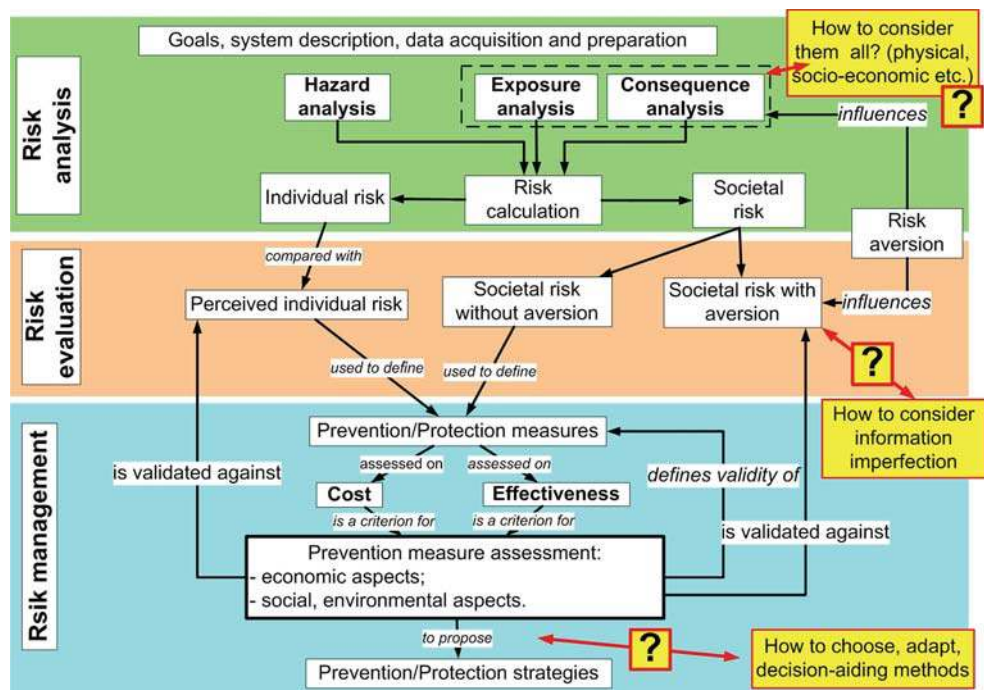 Goals, system description, data acquisition and preparation
How to consider
them all? (physical,
socio-economic etc.)
?
Risk
analysis
Hazard
analysis
Exposure
analysis
Consequence
analysis
influences
Individual risk
Risk
calculation
Societal
risk
Risk
aversion
compared with
Risk
evaluation
Perceived individual risk
Societal risk
without aversion
Societal risk with
aversion
influences
?
used to define
used to define
How to consider
information
imperfection
Rsik management
Prevention/Protection measures
is validated against
assessed on
assessed on
defines validity of
Cost
Effectiveness
is a criterion for
is a criterion for
is validated against
Prevention measure assessment:
- economic aspects;
- social, environmental aspects.
to propose
?
How to choose, adapt,
decision-aiding methods
Prevention/Protection strategies